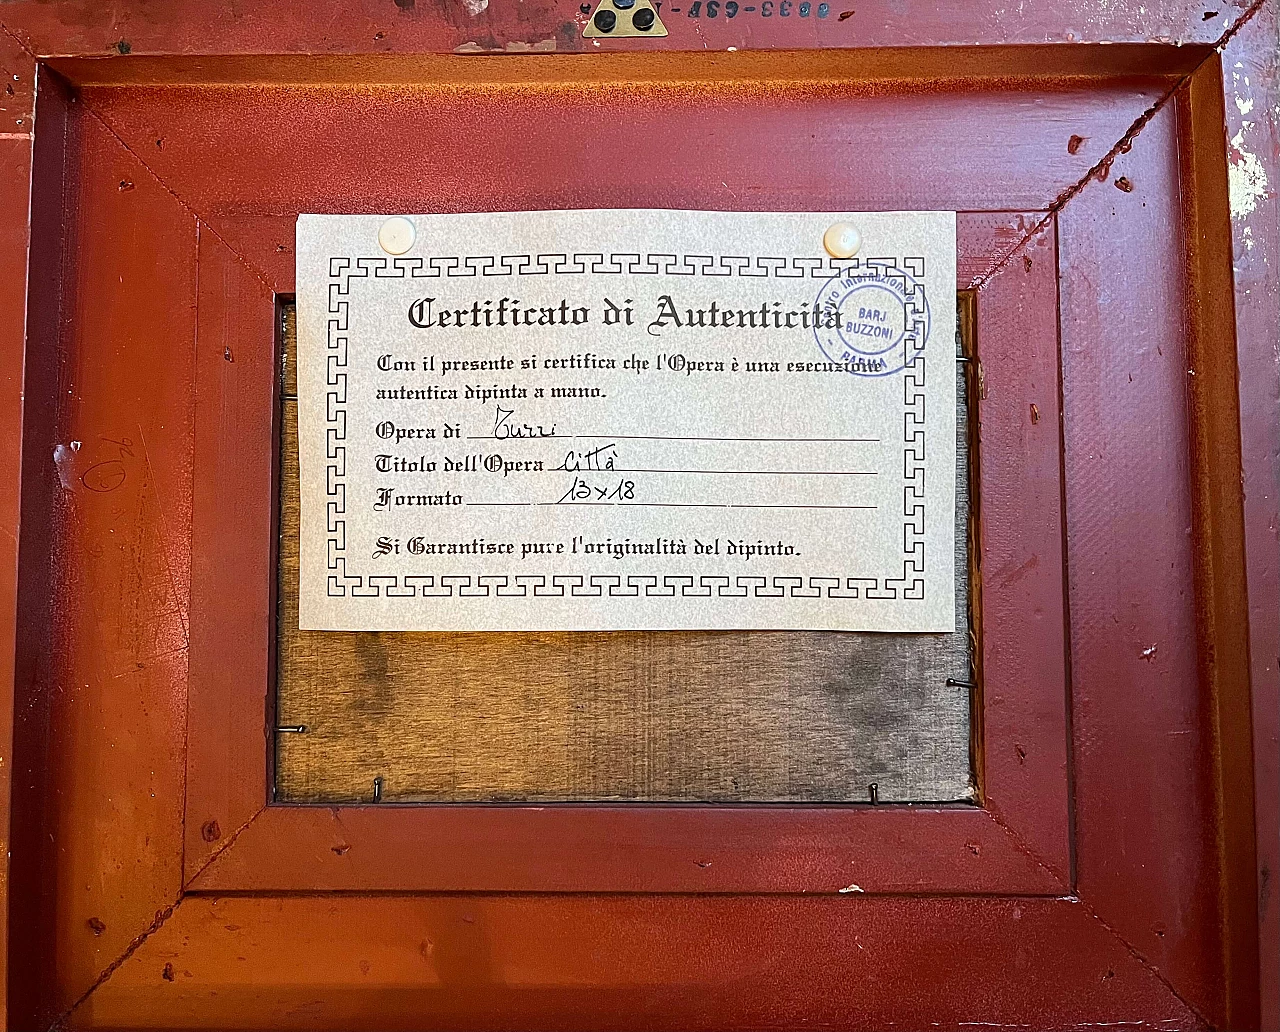 Certificato di Autenticità
Con il presente si certifica che l'Opera è una esecuzione
autentica dipinta a mano.
Opera di Turri
Titolo dell'Opera Città
Formato 13x18
Si Garantisce pure l'originalità del dipinto.
Internazionale
BARJ
BUZZONI
- PARMA -